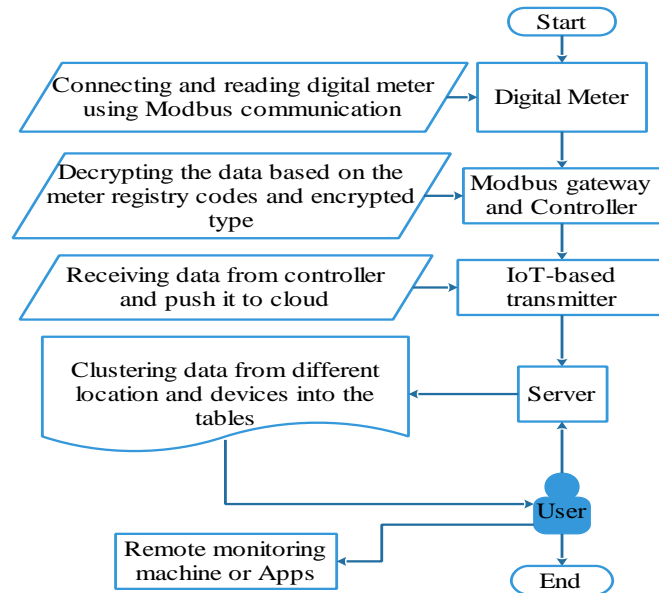 Start
Connecting and reading digital meter
using Modbus communication
Digital Meter
Decrypting the data based on the
meter registry codes and encrypted
type
Modbus gateway
and Controller
Receiving data from controller
and push it to cloud
IoT-based
transmitter
Clustering data from different
location and devices into the
tables
Server
User
Remote monitoring
machine or Apps
End